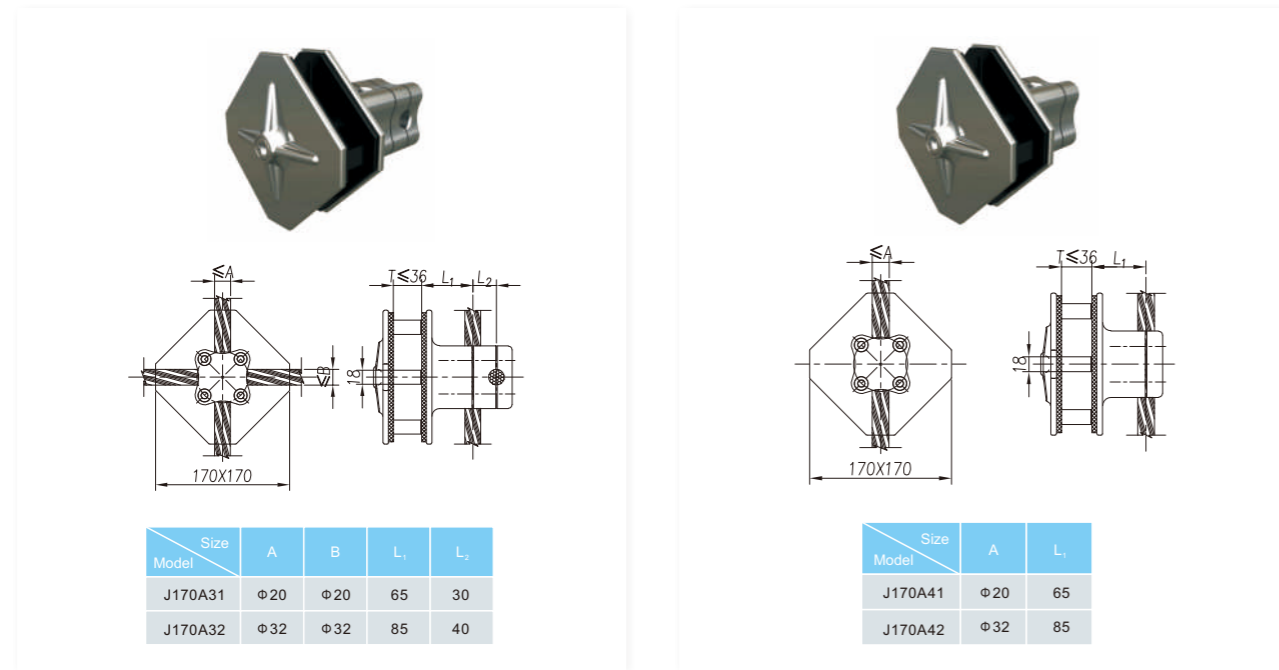 ≤A
T≤36 L₁ L₂
≤B
18
170X170
Size
Model A B L₁ L₂
J170A31 Φ20 Φ20 65 30
J170A32 Φ32 Φ32 85 40
≤A
T≤36 L₁
18
170X170
Size
Model A L₁
J170A41 Φ20 65
J170A42 Φ32 85